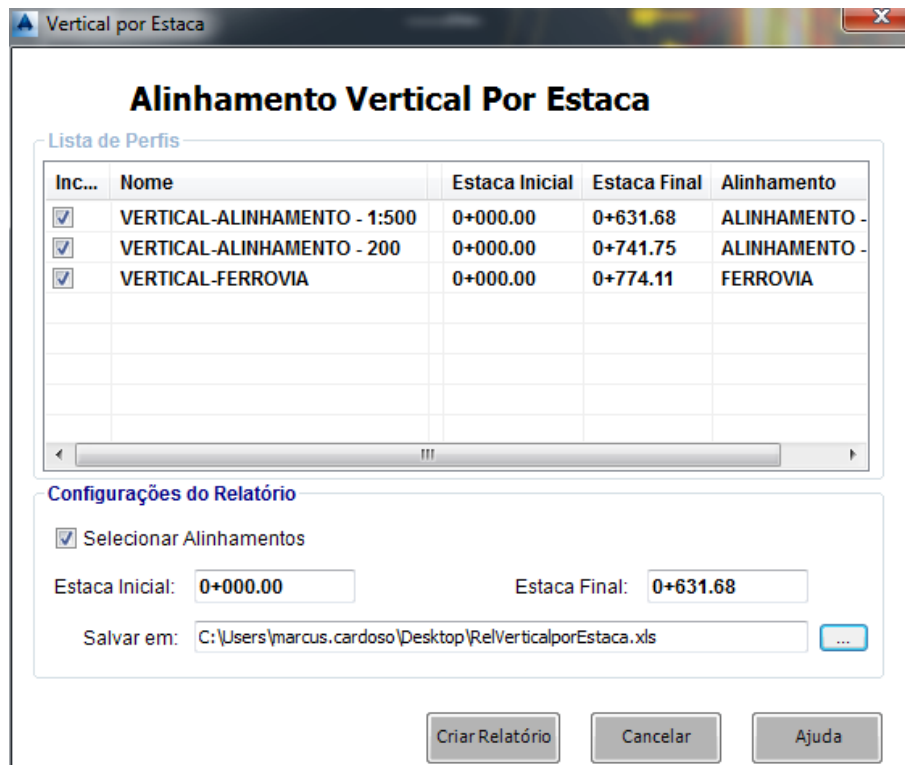 Vertical por Estaca
Alinhamento Vertical Por Estaca
Lista de Perfis
Inc... Nome Estaca Inicial Estaca Final Alinhamento
VERTICAL-ALINHAMENTO - 1:500 0+000.00 0+631.68 ALINHAMENTO -
VERTICAL-ALINHAMENTO - 200 0+000.00 0+741.75 ALINHAMENTO -
VERTICAL-FERROVIA 0+000.00 0+774.11 FERROVIA
Configurações do Relatório
Selecionar Alinhamentos
Estaca Inicial: 0+000.00 Estaca Final: 0+631.68
Salvar em: C:\Users\marcus.cardoso\Desktop\RelVerticalporEstaca.xls ...
Criar Relatório Cancelar Ajuda